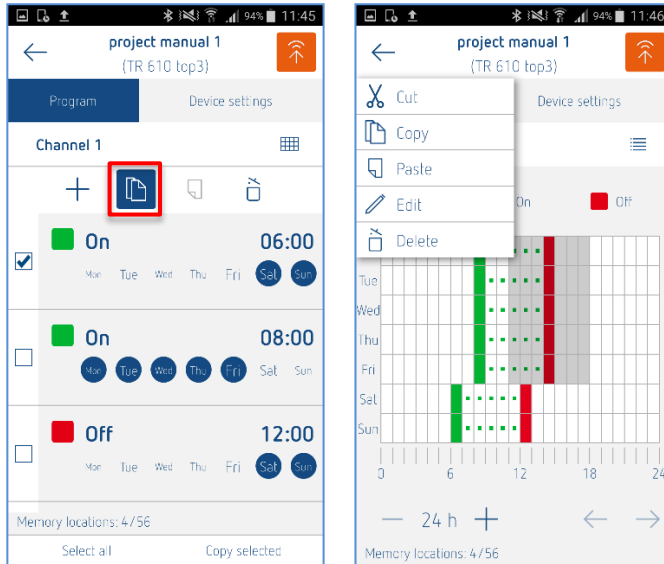 94% 11:45
project manual 1
(TR 610 top3)
Program Device settings
Channel 1
On 06:00
Mon Tue Wed Thu Fri Sat Sun
On 08:00
Mon Tue Wed Thu Fri Sat Sun
Off 12:00
Mon Tue Wed Thu Fri Sat Sun
Memory locations: 4/56
Select all Copy selected
94% 11:46
project manual 1
(TR 610 top3)
Device settings
Cut
Copy
Paste
Edit
Delete
On Off
Tue
Wed
Thu
Fri
Sat
Sun
0 6 12 18 24
24 h
Memory locations: 4/56